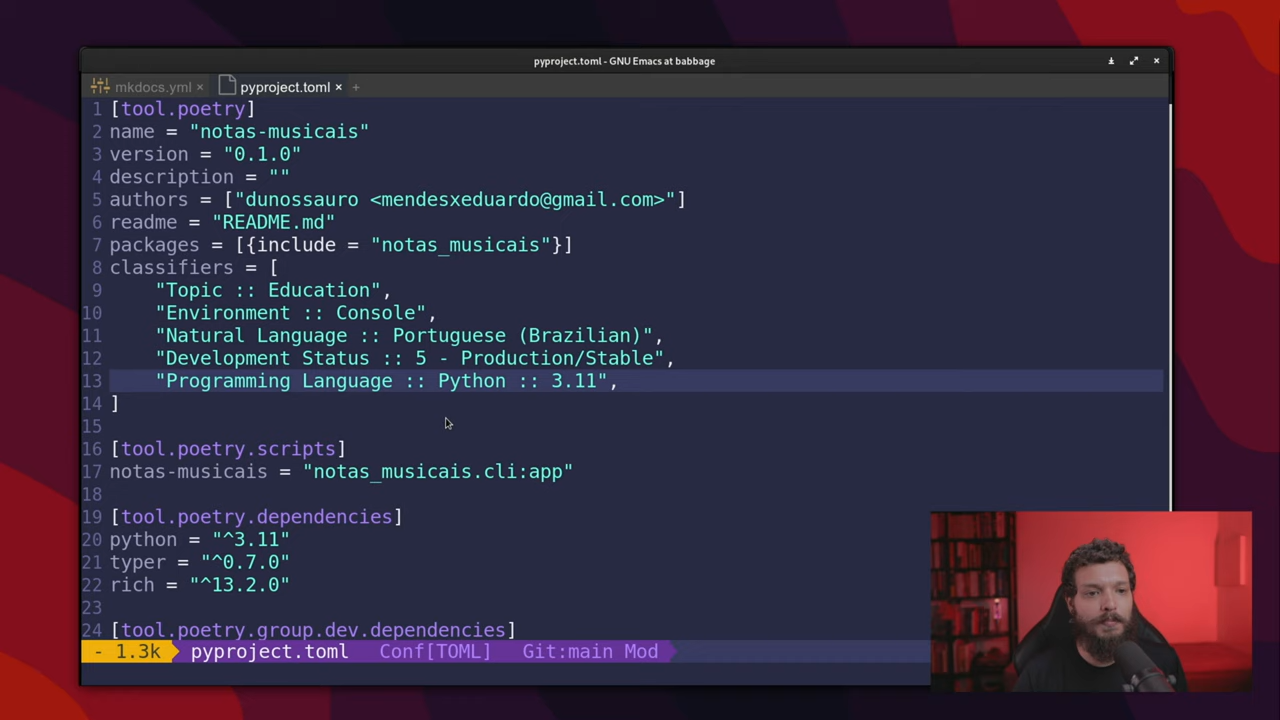 pyproject.toml - GNU Emacs at babbage
mkdocs.yml × pyproject.toml × +
1 [tool.poetry]
2 name = "notas-musicais"
3 version = "0.1.0"
4 description = ""
5 authors = ["dunossauro <mendesxeduardo@gmail.com>"]
6 readme = "README.md"
7 packages = [{include = "notas_musicais"}]
8 classifiers = [
9 "Topic :: Education",
10 "Environment :: Console",
11 "Natural Language :: Portuguese (Brazilian)",
12 "Development Status :: 5 - Production/Stable",
13 "Programming Language :: Python :: 3.11",
14 ]
15
16 [tool.poetry.scripts]
17 notas-musicais = "notas_musicais.cli:app"
18
19 [tool.poetry.dependencies]
20 python = "^3.11"
21 typer = "^0.7.0"
22 rich = "^13.2.0"
23
24 [tool.poetry.group.dev.dependencies]
- 1.3k pyproject.toml Conf[TOML] Git:main Mod